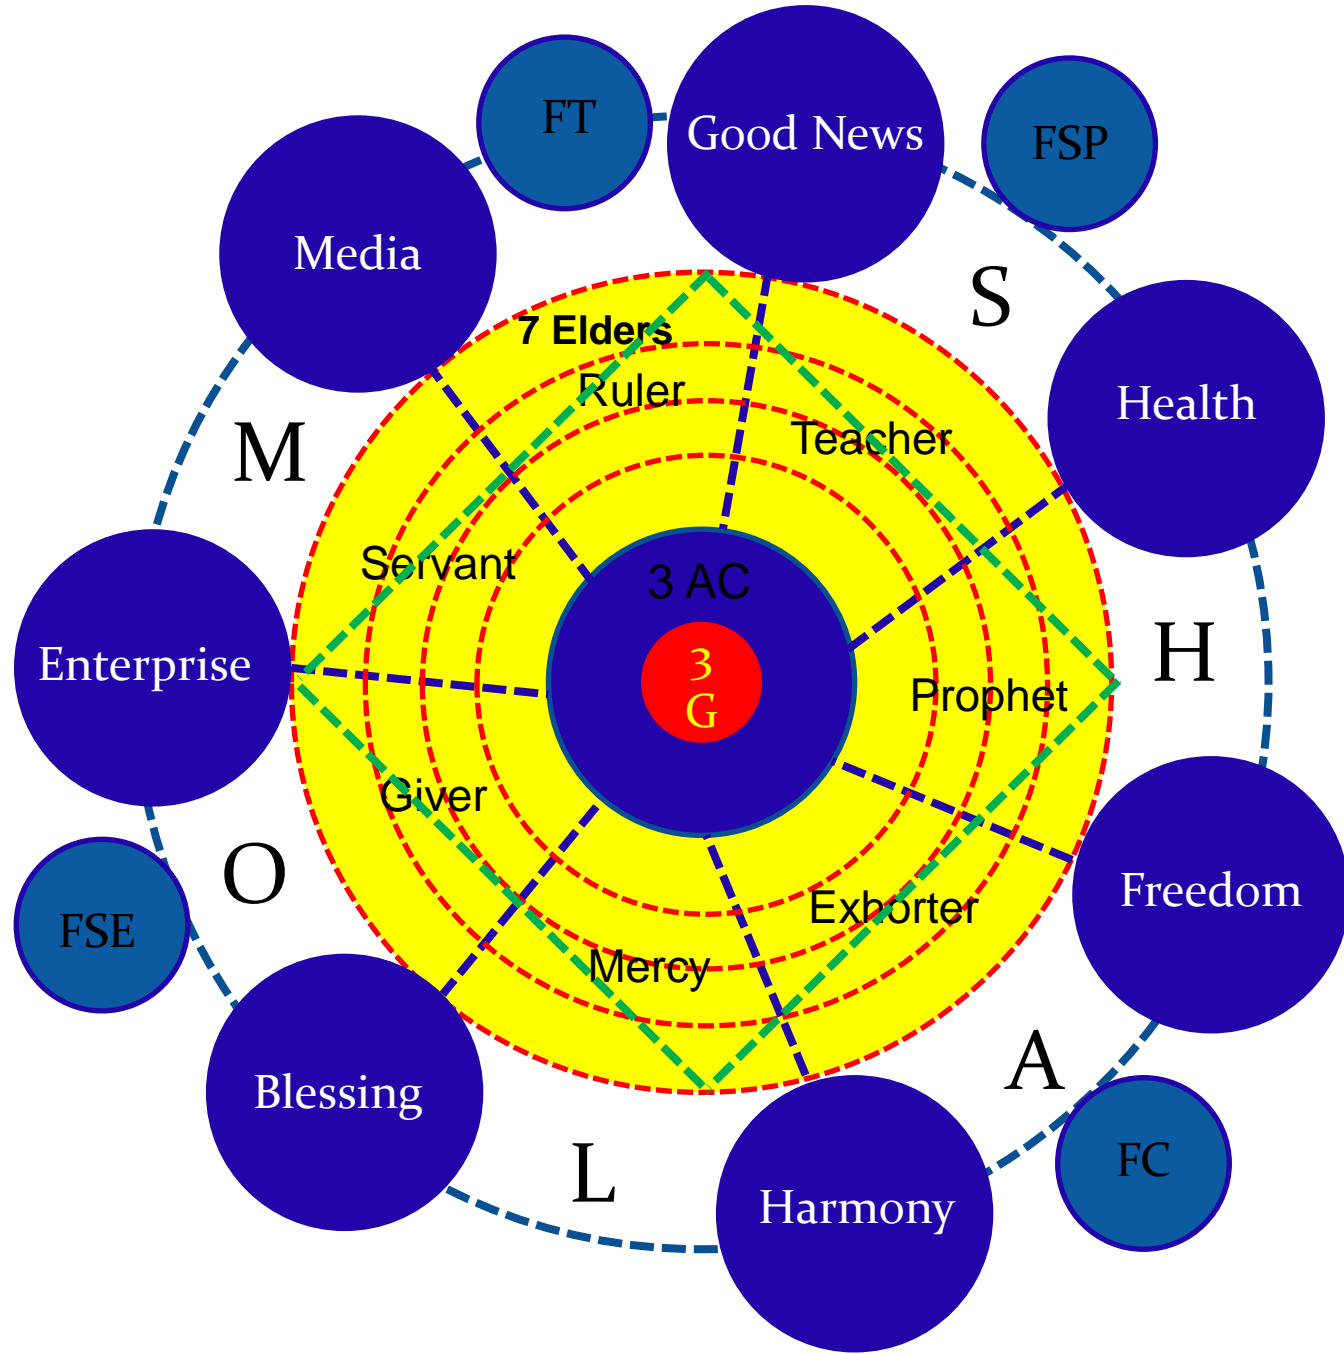 FT
Good News
FSP
Media
S
7 Elders
Ruler
Health
Teacher
M
Servant
3 AC
H
Enterprise
3
G
Prophet
Giver
O
Freedom
Exhorter
FSE
Mercy
A
Blessing
L
FC
Harmony